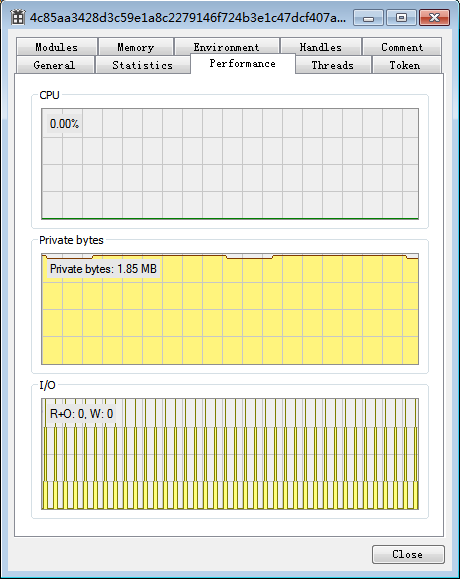 4c85aa3428d3c59e1a8c2279146f724b3e1c47dcf407a...
Modules Memory Environment Handles Comment
General Statistics Performance Threads Token
CPU
0.00%
Private bytes
Private bytes: 1.85 MB
I/O
R+O: 0, W: 0
Close